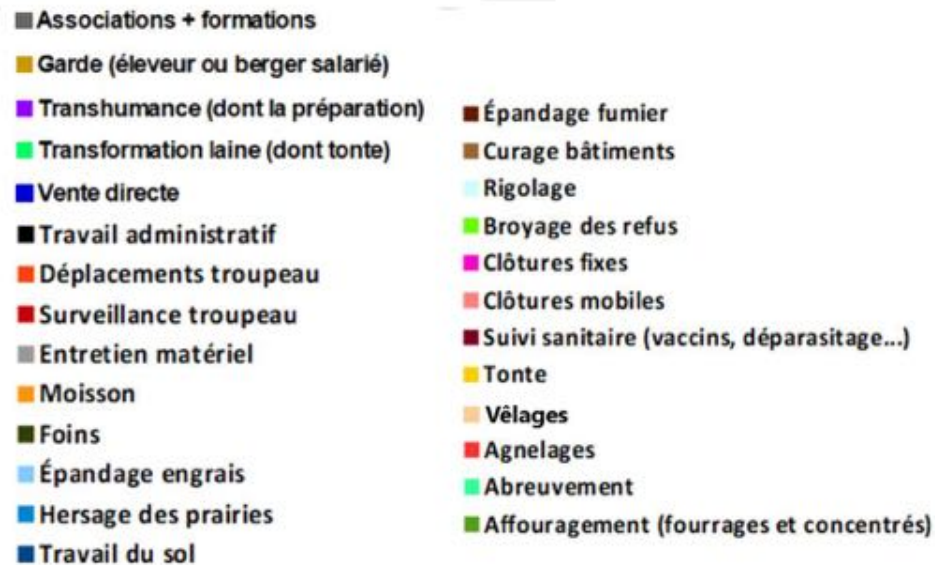 Associations + formations
Garde (éleveur ou berger salarié)
Transhumance (dont la préparation)
Transformation laine (dont tonte)
Vente directe
Travail administratif
Déplacements troupeau
Surveillance troupeau
Entretien matériel
Moisson
Foins
Épandage engrais
Hersage des prairies
Travail du sol
Épandage fumier
Curage bâtiments
Rigolage
Broyage des refus
Clôtures fixes
Clôtures mobiles
Suivi sanitaire (vaccins, déparasitage...)
Tonte
Vêlages
Agnelages
Abreuvement
Affouragement (fourrages et concentrés)